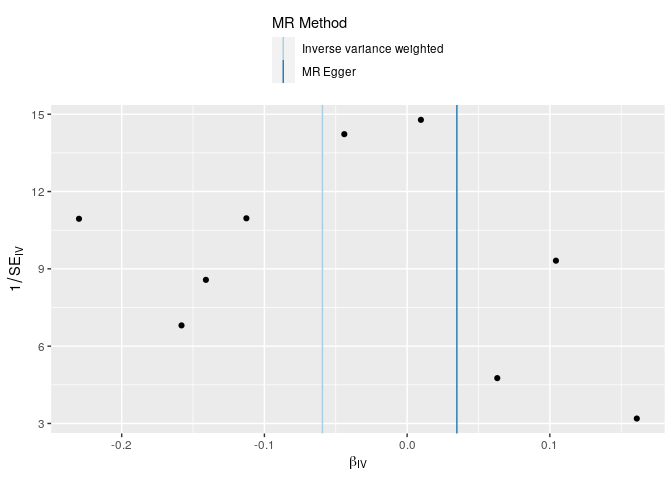 MR Method
Inverse variance weighted
MR Egger
15
12
9
6
3
1/SE_IV
-0.2 -0.1 0.0 0.1
β_IV